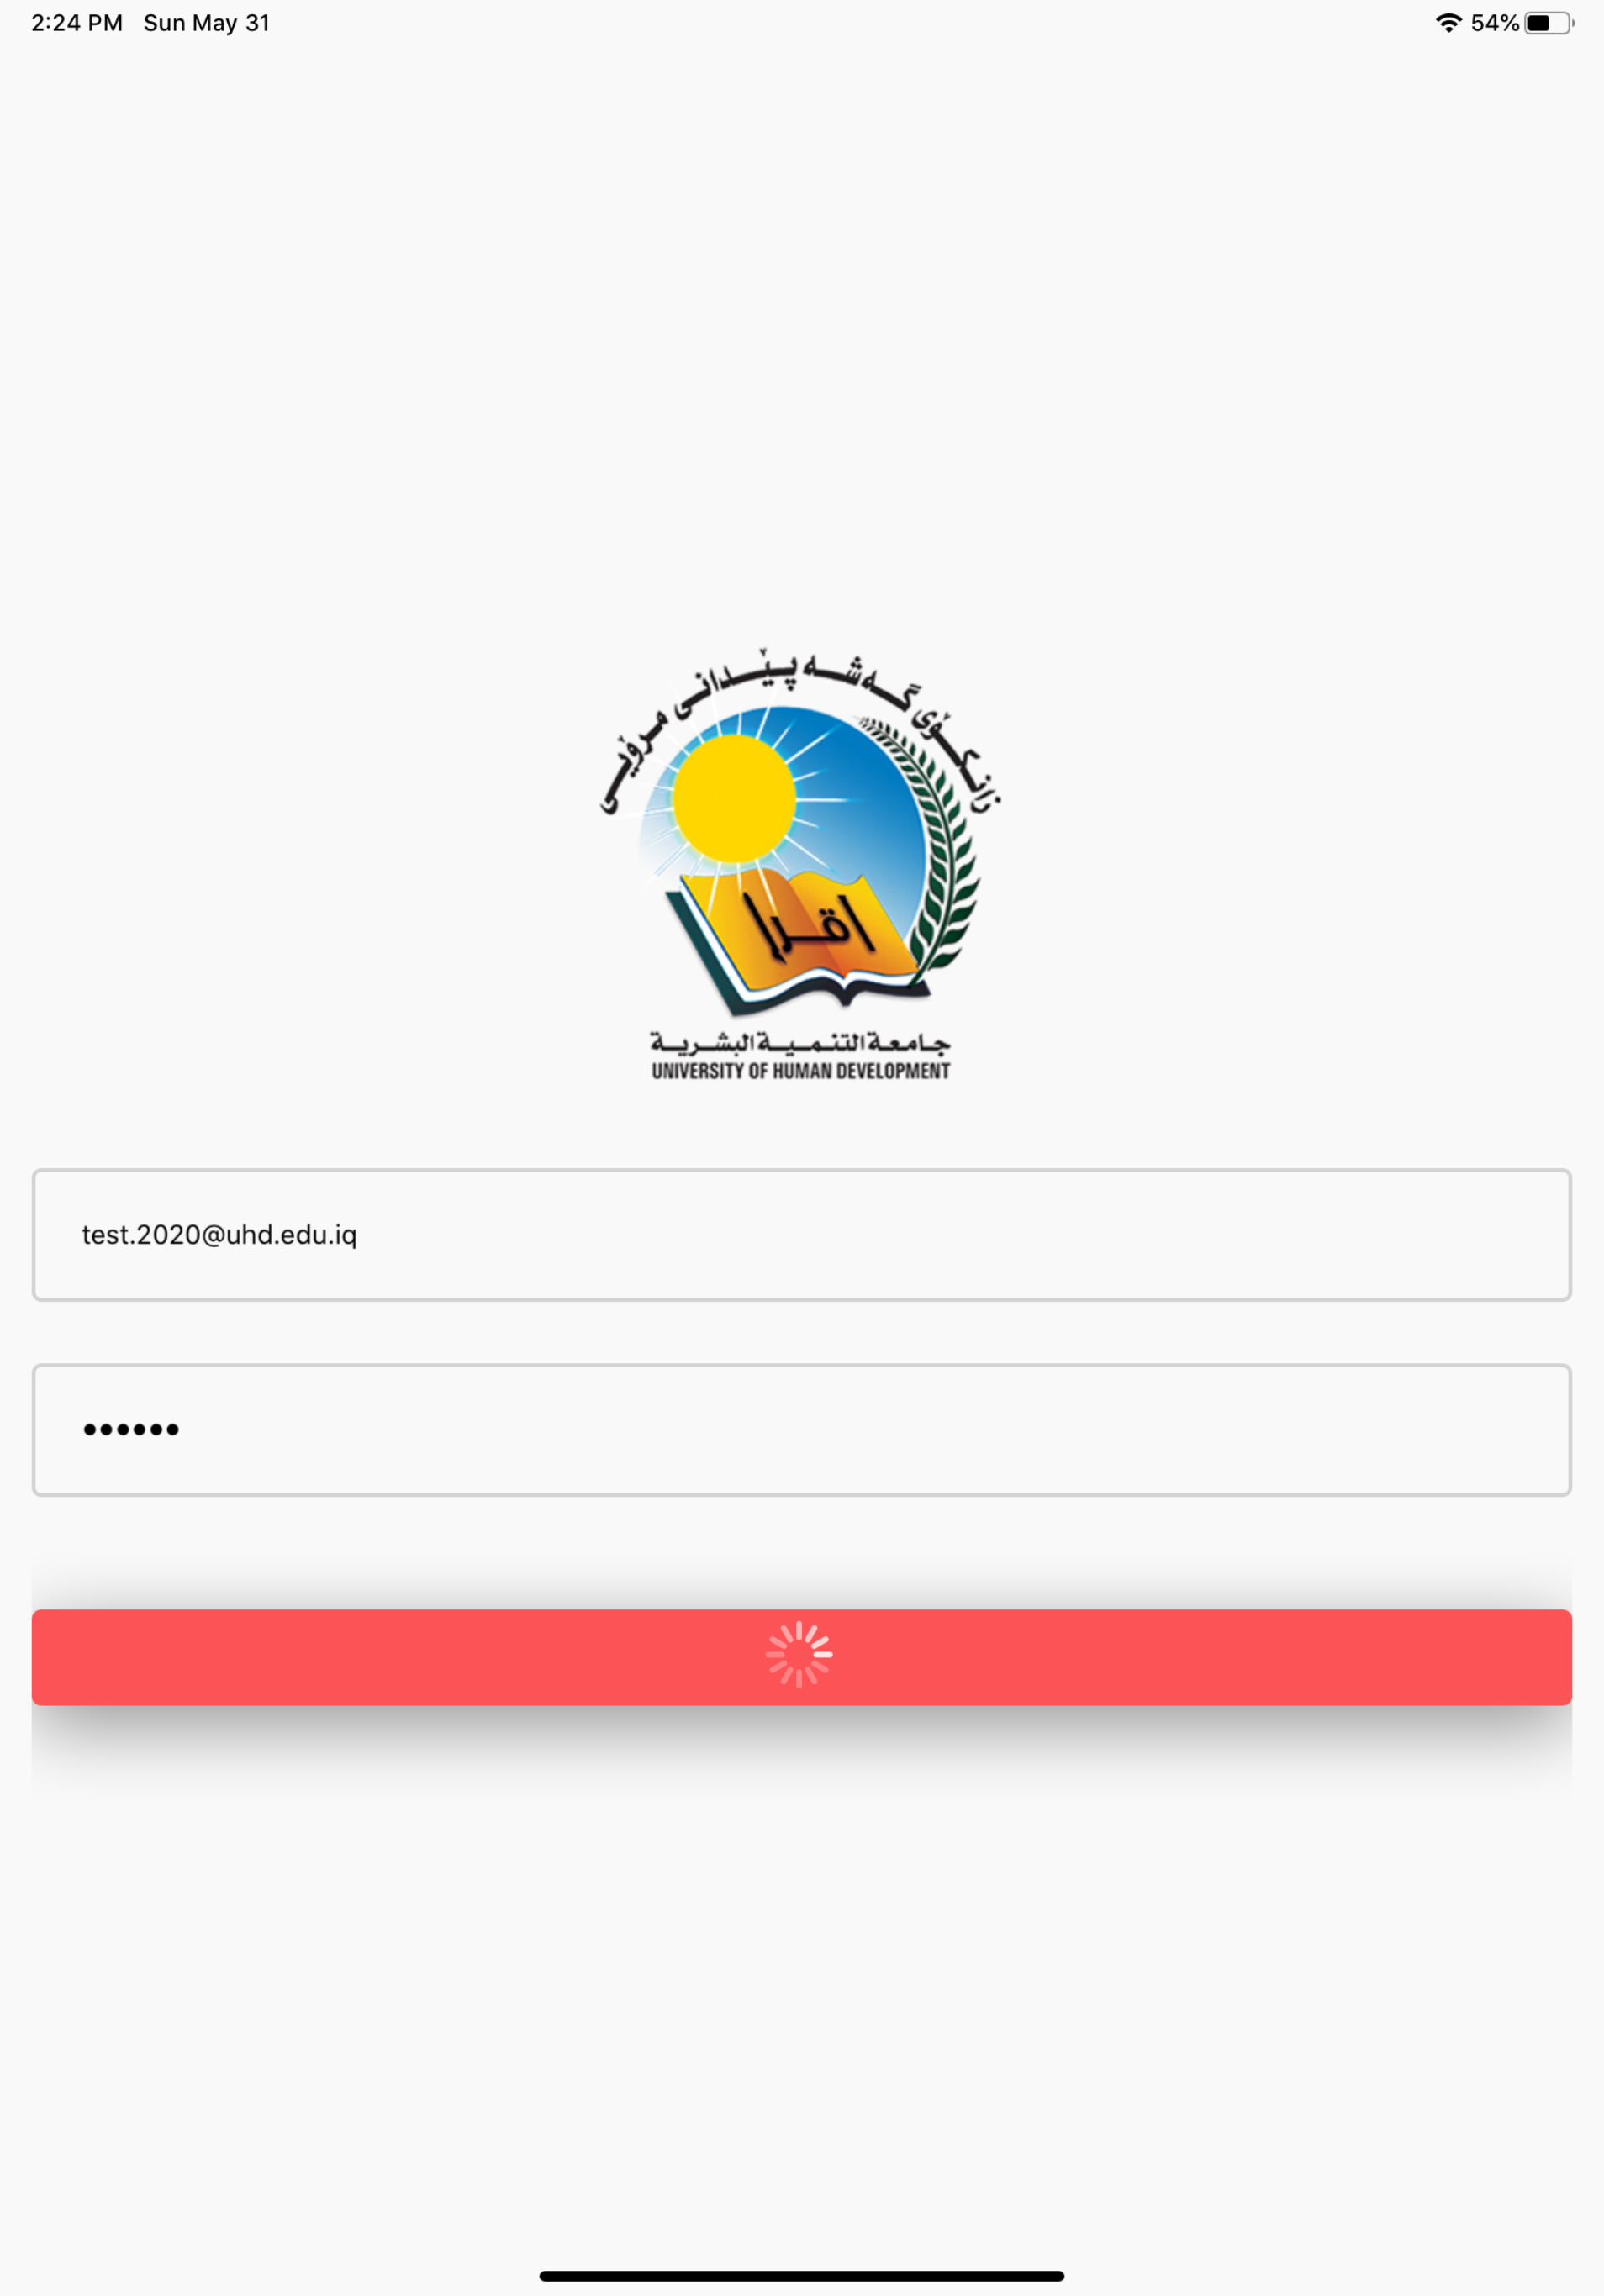 2:24 PM Sun May 31
54%
زانكۆی گەشەپێدانی مرۆیی
اقرا
جامعة التنمية البشرية
UNIVERSITY OF HUMAN DEVELOPMENT
test.2020@uhd.edu.iq
••••••